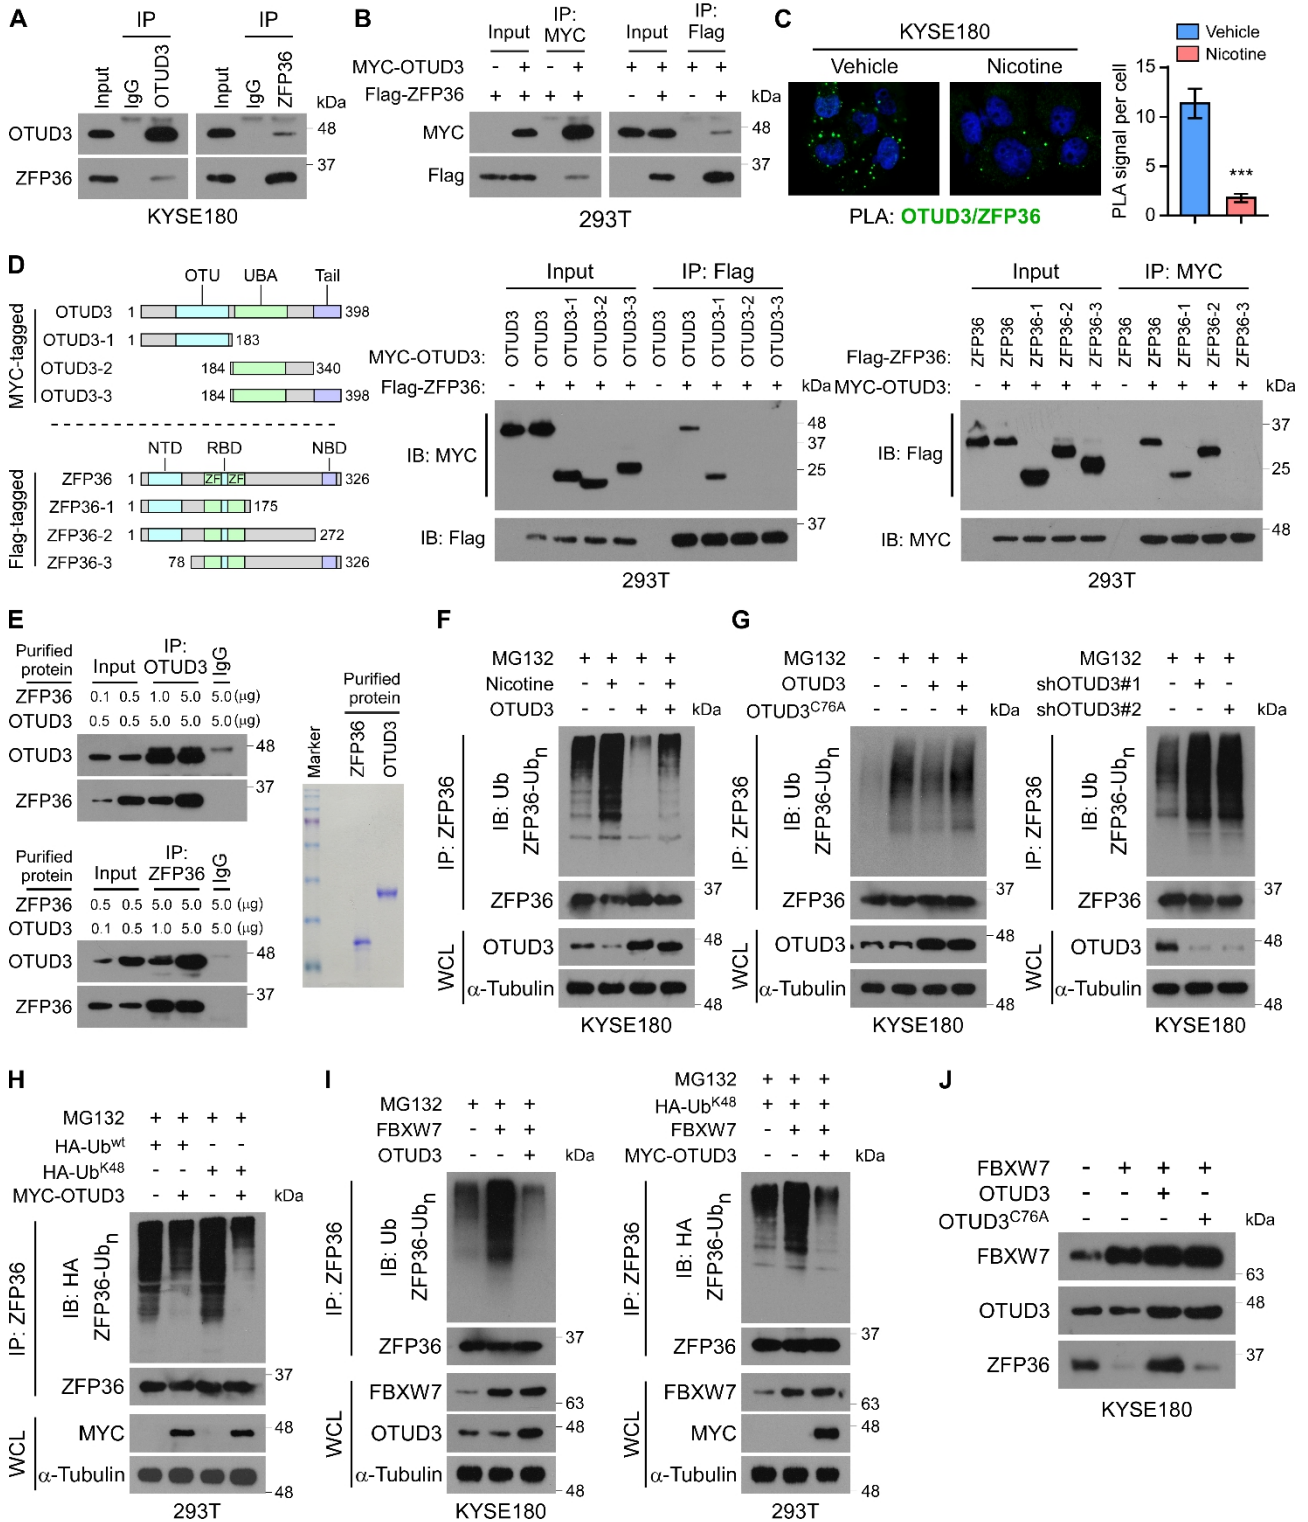 A
IP
IP
Input
IgG
OTUD3
Input
IgG
ZFP36
kDa
OTUD3
48
ZFP36
37
KYSE180
B
Input
IP:
MYC
Input
IP:
Flag
MYC-OTUD3 - + - + + + + +
Flag-ZFP36 + + + + - + - +
kDa
MYC
48
Flag
37
293T
C
KYSE180
Vehicle
Nicotine
PLA: OTUD3/ZFP36
Vehicle
Nicotine
PLA signal per cell
15
10
5
0
***
D
MYC-tagged
OTU UBA Tail
OTUD3 1 398
OTUD3-1 1 183
OTUD3-2 184 340
OTUD3-3 184 398
Flag-tagged
NTD RBD NBD
ZFP36 1 ZF ZF 326
ZFP36-1 1 175
ZFP36-2 1 272
ZFP36-3 78 326
Input
IP: Flag
MYC-OTUD3: OTUD3 OTUD3 OTUD3-1 OTUD3-2 OTUD3-3 OTUD3 OTUD3 OTUD3-1 OTUD3-2 OTUD3-3
Flag-ZFP36: - + + + + - + + + +
kDa
IB: MYC
48
37
25
IB: Flag
37
293T
Input
IP: MYC
Flag-ZFP36: ZFP36 ZFP36 ZFP36-1 ZFP36-2 ZFP36-3 ZFP36 ZFP36 ZFP36-1 ZFP36-2 ZFP36-3
MYC-OTUD3: - + + + + - + + + +
kDa
IB: Flag
37
25
IB: MYC
48
293T
E
Purified
protein
Input
IP:
OTUD3
IgG
ZFP36 0.1 0.5 1.0 5.0 5.0 (μg)
OTUD3 0.5 0.5 5.0 5.0 5.0 (μg)
OTUD3
48
ZFP36
37
Purified
protein
Input
IP:
ZFP36
IgG
ZFP36 0.5 0.5 5.0 5.0 5.0 (μg)
OTUD3 0.1 0.5 1.0 5.0 5.0 (μg)
OTUD3
48
ZFP36
37
Purified
protein
Marker
ZFP36
OTUD3
F
MG132 + + + +
Nicotine - + - +
OTUD3 - - + +
kDa
IP: ZFP36
IB: Ub
ZFP36-Ubn
ZFP36
37
WCL
OTUD3
48
α-Tubulin
48
KYSE180
G
MG132 - + + +
OTUD3 - - + +
OTUD3C76A - - - +
kDa
IP: ZFP36
IB: Ub
ZFP36-Ubn
ZFP36
37
WCL
OTUD3
48
α-Tubulin
48
KYSE180
MG132 + + +
shOTUD3#1 - + -
shOTUD3#2 - - +
kDa
IP: ZFP36
IB: Ub
ZFP36-Ubn
ZFP36
37
WCL
OTUD3
48
α-Tubulin
48
KYSE180
H
MG132 + + + +
HA-Ubwt + + - -
HA-UbK48 - - + +
MYC-OTUD3 - + - +
kDa
IP: ZFP36
IB: HA
ZFP36-Ubn
ZFP36
37
WCL
MYC
48
α-Tubulin
48
293T
I
MG132 + + +
FBXW7 - + +
OTUD3 - - +
kDa
IP: ZFP36
IB: Ub
ZFP36-Ubn
ZFP36
37
WCL
FBXW7
63
OTUD3
48
α-Tubulin
48
KYSE180
MG132 + + +
HA-UbK48 + + +
FBXW7 - + +
MYC-OTUD3 - - +
kDa
IP: ZFP36
IB: HA
ZFP36-Ubn
ZFP36
37
WCL
FBXW7
63
MYC
48
α-Tubulin
48
293T
J
FBXW7 - + + +
OTUD3 - - + -
OTUD3C76A - - - +
kDa
FBXW7
63
OTUD3
48
ZFP36
37
KYSE180